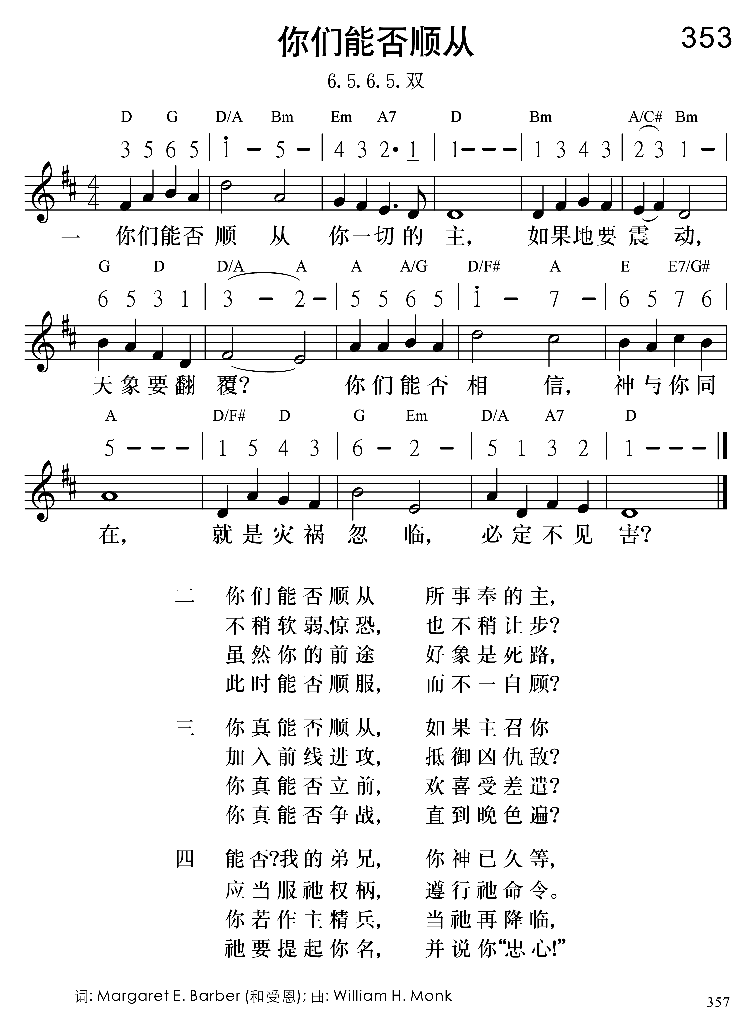 你们能否顺从 353
6.5.6.5.双
D G D/A Bm Em A7 D Bm A/C# Bm
3 5 6 5 | i - 5 - | 4 3 2· 1 | 1 - - - | 1 3 4 3 | 2 3 1 - |
一 你们能否 顺 从 你一切的 主, 如果地要 震 动,
G D D/A A A A/G D/F# A E E7/G#
6 5 3 1 | 3 - 2 - | 5 5 6 5 | i - 7 - | 6 5 7 6 |
天象要翻 覆? 你们能否 相 信, 神与你同
A D/F# D G Em D/A A7 D
5 - - - | 1 5 4 3 | 6 - 2 - | 5 1 3 2 | 1 - - - ||
在, 就是灾祸 忽 临, 必定不见 害?
二 你们能否顺从 所事奉的主,
不稍软弱、惊恐, 也不稍让步?
虽然你的前途 好象是死路,
此时能否顺服, 而不一自顾?
三 你真能否顺从, 如果主召你
加入前线进攻, 抵御凶仇敌?
你真能否立前, 欢喜受差遣?
你真能否争战, 直到晚色遍?
四 能否?我的弟兄, 你神已久等,
应当服祂权柄, 遵行祂命令。
你若作主精兵, 当祂再降临,
祂要提起你名, 并说你“忠心!”
词: Margaret E. Barber (和受恩); 曲: William H. Monk
357